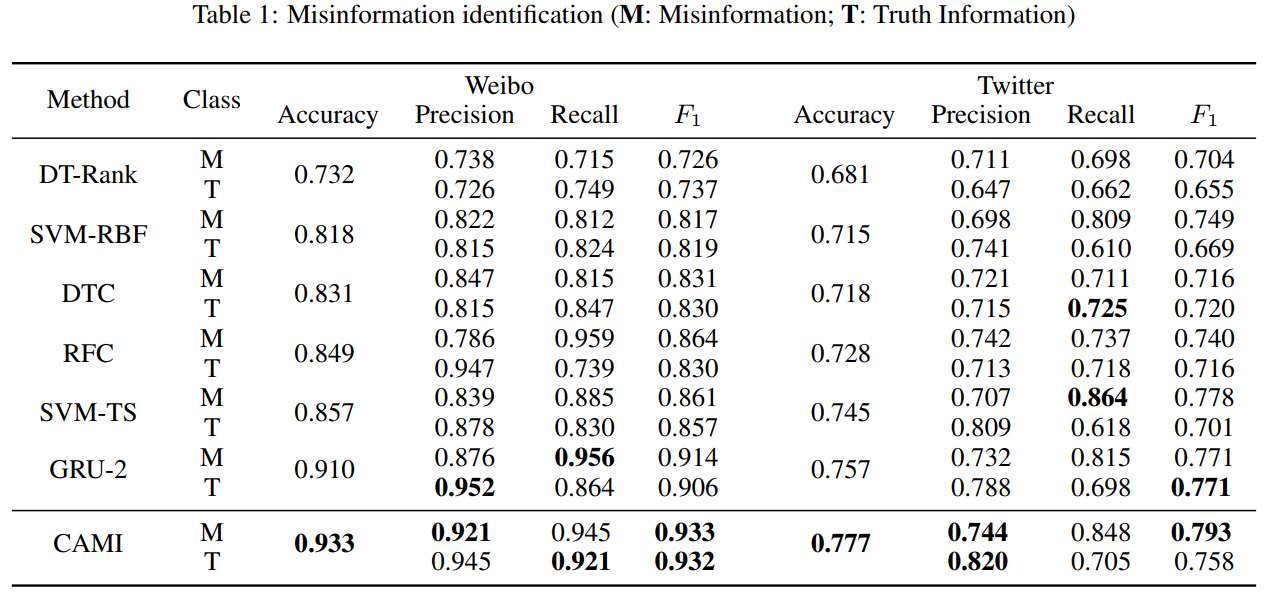 Table 1: Misinformation identification (M: Misinformation; T: Truth Information)
Method Class Weibo Twitter
Accuracy Precision Recall F1 Accuracy Precision Recall F1
DT-Rank M 0.732 0.738 0.715 0.726 0.681 0.711 0.698 0.704
T 0.726 0.749 0.737 0.647 0.662 0.655
SVM-RBF M 0.818 0.822 0.812 0.817 0.715 0.698 0.809 0.749
T 0.815 0.824 0.819 0.741 0.610 0.669
DTC M 0.831 0.847 0.815 0.831 0.718 0.721 0.711 0.716
T 0.815 0.847 0.830 0.715 0.725 0.720
RFC M 0.849 0.786 0.959 0.864 0.728 0.742 0.737 0.740
T 0.947 0.739 0.830 0.713 0.718 0.716
SVM-TS M 0.857 0.839 0.885 0.861 0.745 0.707 0.864 0.778
T 0.878 0.830 0.857 0.809 0.618 0.701
GRU-2 M 0.910 0.876 0.956 0.914 0.757 0.732 0.815 0.771
T 0.952 0.864 0.906 0.788 0.698 0.771
CAMI M 0.933 0.921 0.945 0.933 0.777 0.744 0.848 0.793
T 0.945 0.921 0.932 0.820 0.705 0.758